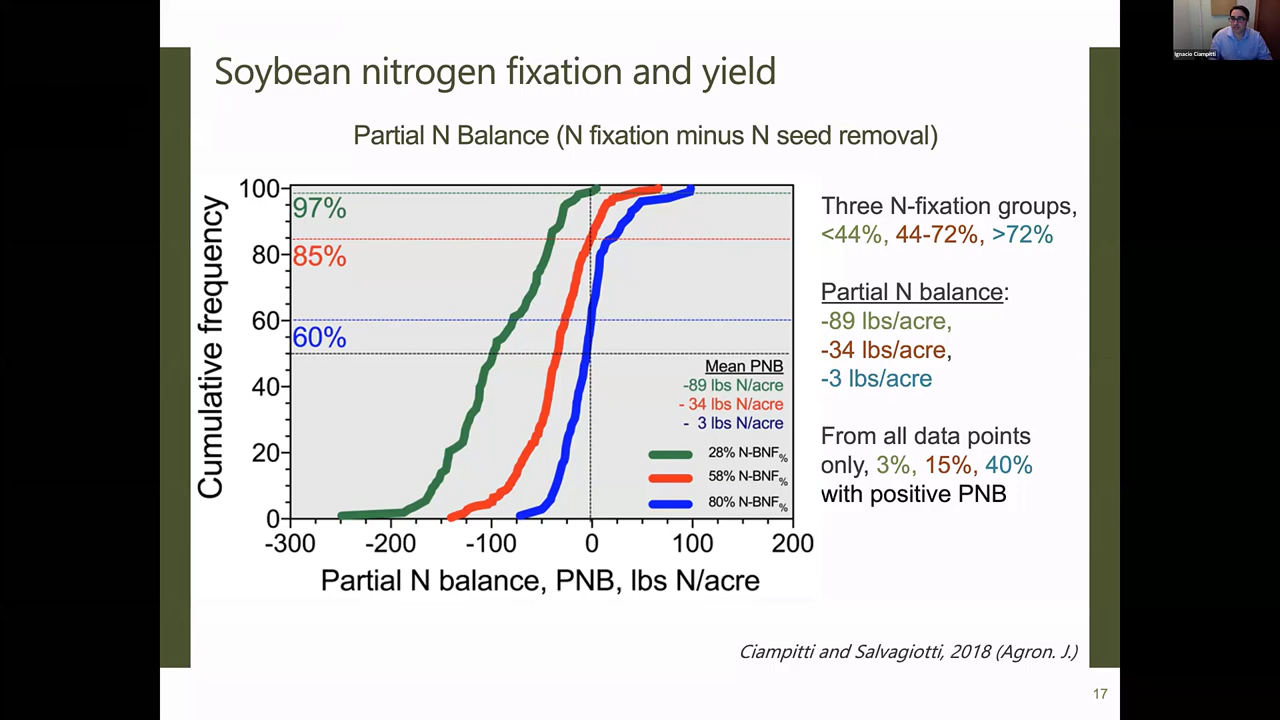 Ignacio Ciampitti
Soybean nitrogen fixation and yield
Partial N Balance (N fixation minus N seed removal)
Cumulative frequency
100
80
60
40
20
0
97%
85%
60%
Mean PNB
-89 lbs N/acre
- 34 lbs N/acre
- 3 lbs N/acre
28% N-BNF%
58% N-BNF%
80% N-BNF%
-300 -200 -100 0 100 200
Partial N balance, PNB, lbs N/acre
Three N-fixation groups,
<44%, 44-72%, >72%
Partial N balance:
-89 lbs/acre,
-34 lbs/acre,
-3 lbs/acre
From all data points
only, 3%, 15%, 40%
with positive PNB
Ciampitti and Salvagiotti, 2018 (Agron. J.)
17